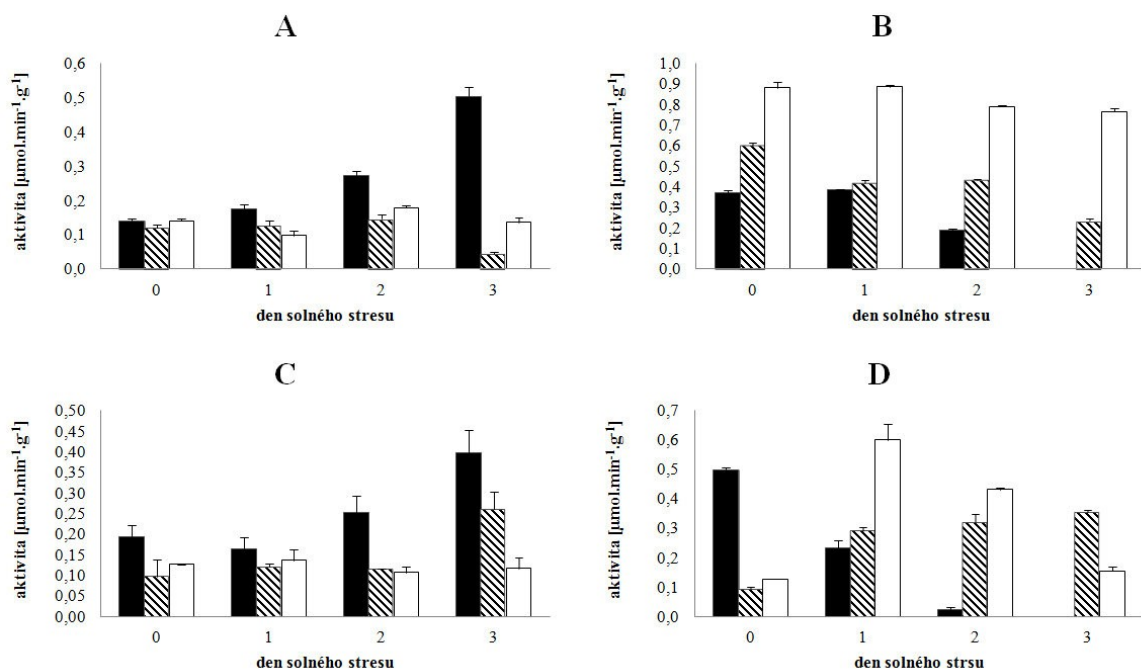 A
aktivita [µmol.min⁻¹.g⁻¹]
0,6
0,5
0,4
0,3
0,2
0,1
0,0
0 1 2 3
den solného stresu
B
aktivita [µmol.min⁻¹.g⁻¹]
1,0
0,9
0,8
0,7
0,6
0,5
0,4
0,3
0,2
0,1
0,0
0 1 2 3
den solného stresu
C
aktivita [µmol.min⁻¹.g⁻¹]
0,50
0,45
0,40
0,35
0,30
0,25
0,20
0,15
0,10
0,05
0,00
0 1 2 3
den solného stresu
D
aktivita [µmol.min⁻¹.g⁻¹]
0,7
0,6
0,5
0,4
0,3
0,2
0,1
0,0
0 1 2 3
den solného strsu